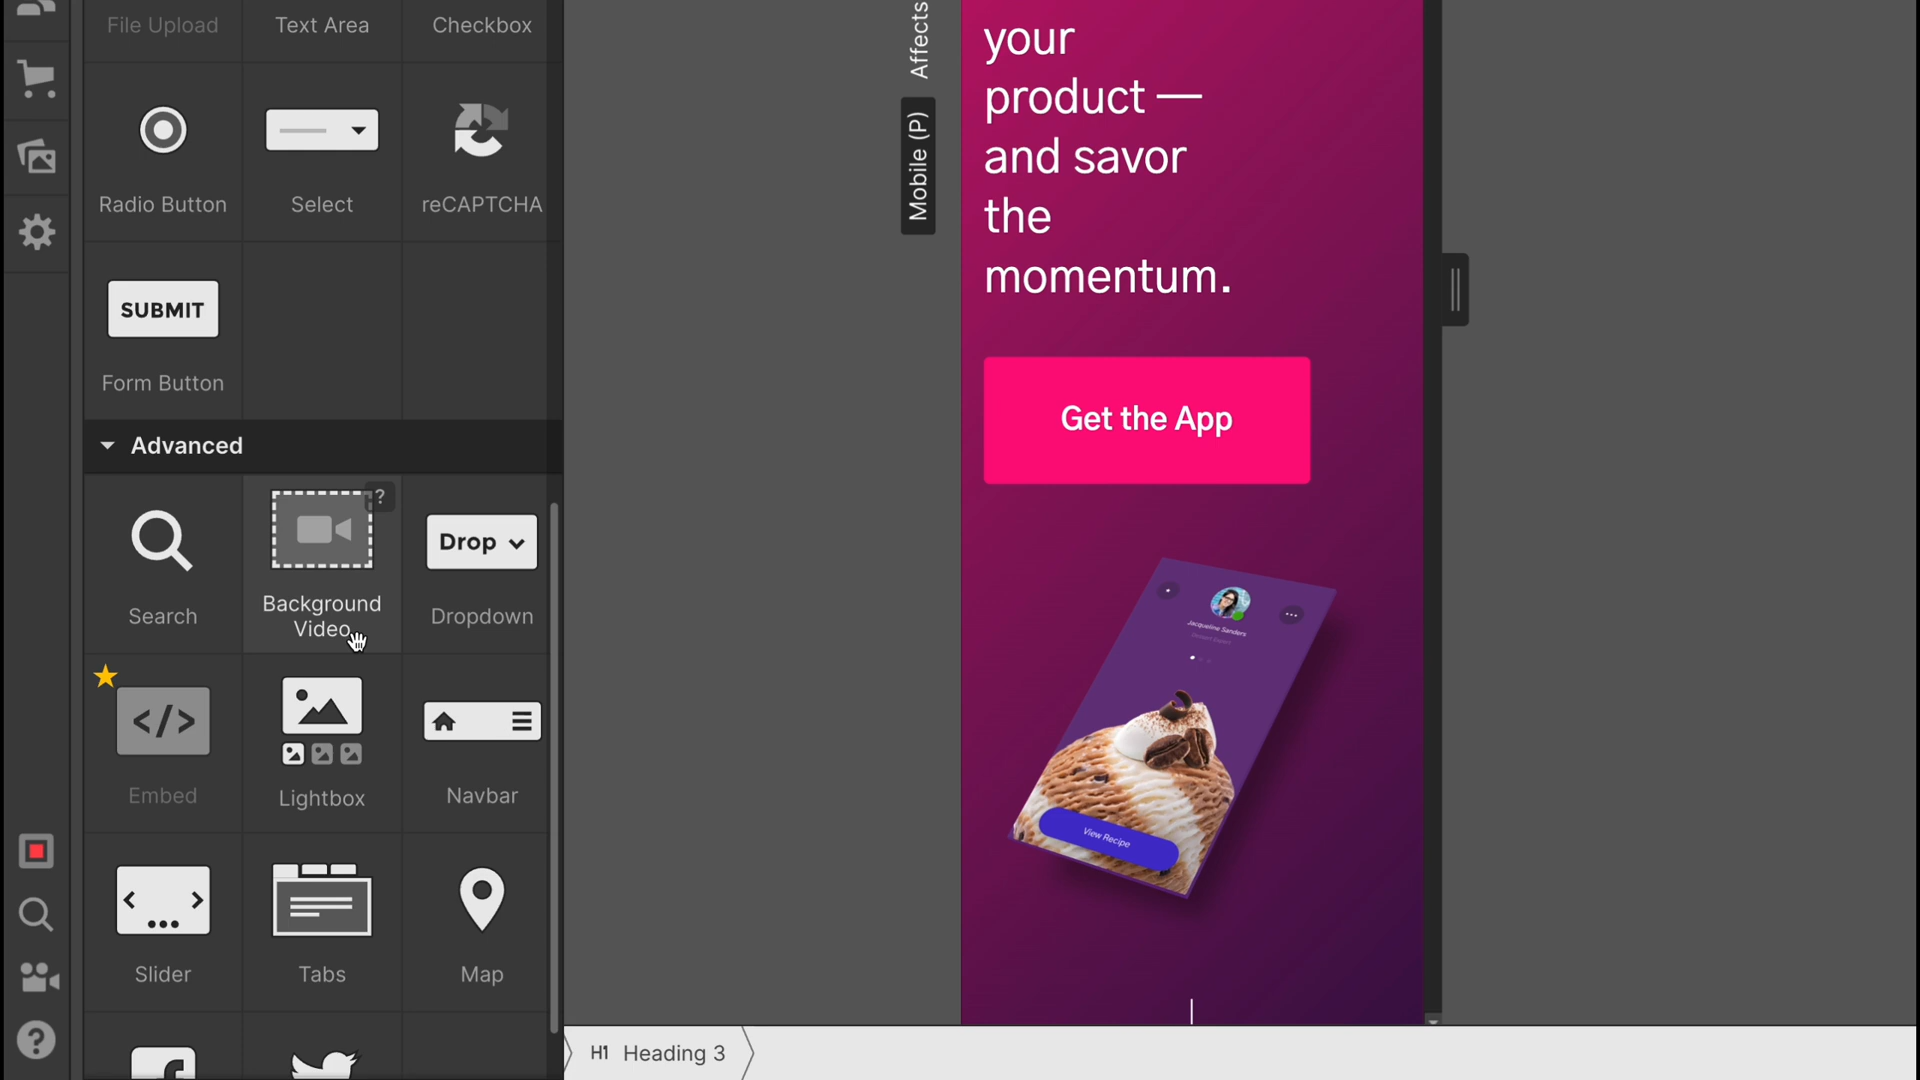 File Upload
Text Area
Checkbox
Radio Button
Select
reCAPTCHA
SUBMIT
Form Button
Advanced
Search
?
Background
Video
Drop
Dropdown
</>
Embed
Lightbox
Navbar
Slider
Tabs
Map
Affects
Mobile (P)
your
product —
and savor
the
momentum.
Get the App
Jacqueline Sanders
Dessert Expert
View Recipe
H1 Heading 3